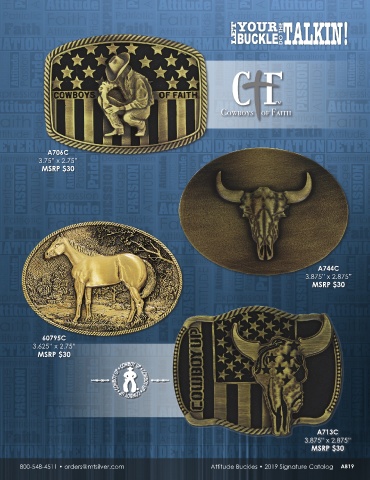 LET YOUR BUCKLE DO THE TALKIN!
COWBOYS OF FAITH
C F
COWBOYS OF FAITH
A706C
3.75" x 2.75"
MSRP $30
A744C
3.875" x 2.875"
MSRP $30
6079SC
3.625" x 2.75"
MSRP $30
COWBOY UP
A713C
3.875" x 2.875"
MSRP $30
800-548-4511 • orders@mtsilver.com
Attitude Buckles • 2019 Signature Catalog AB19